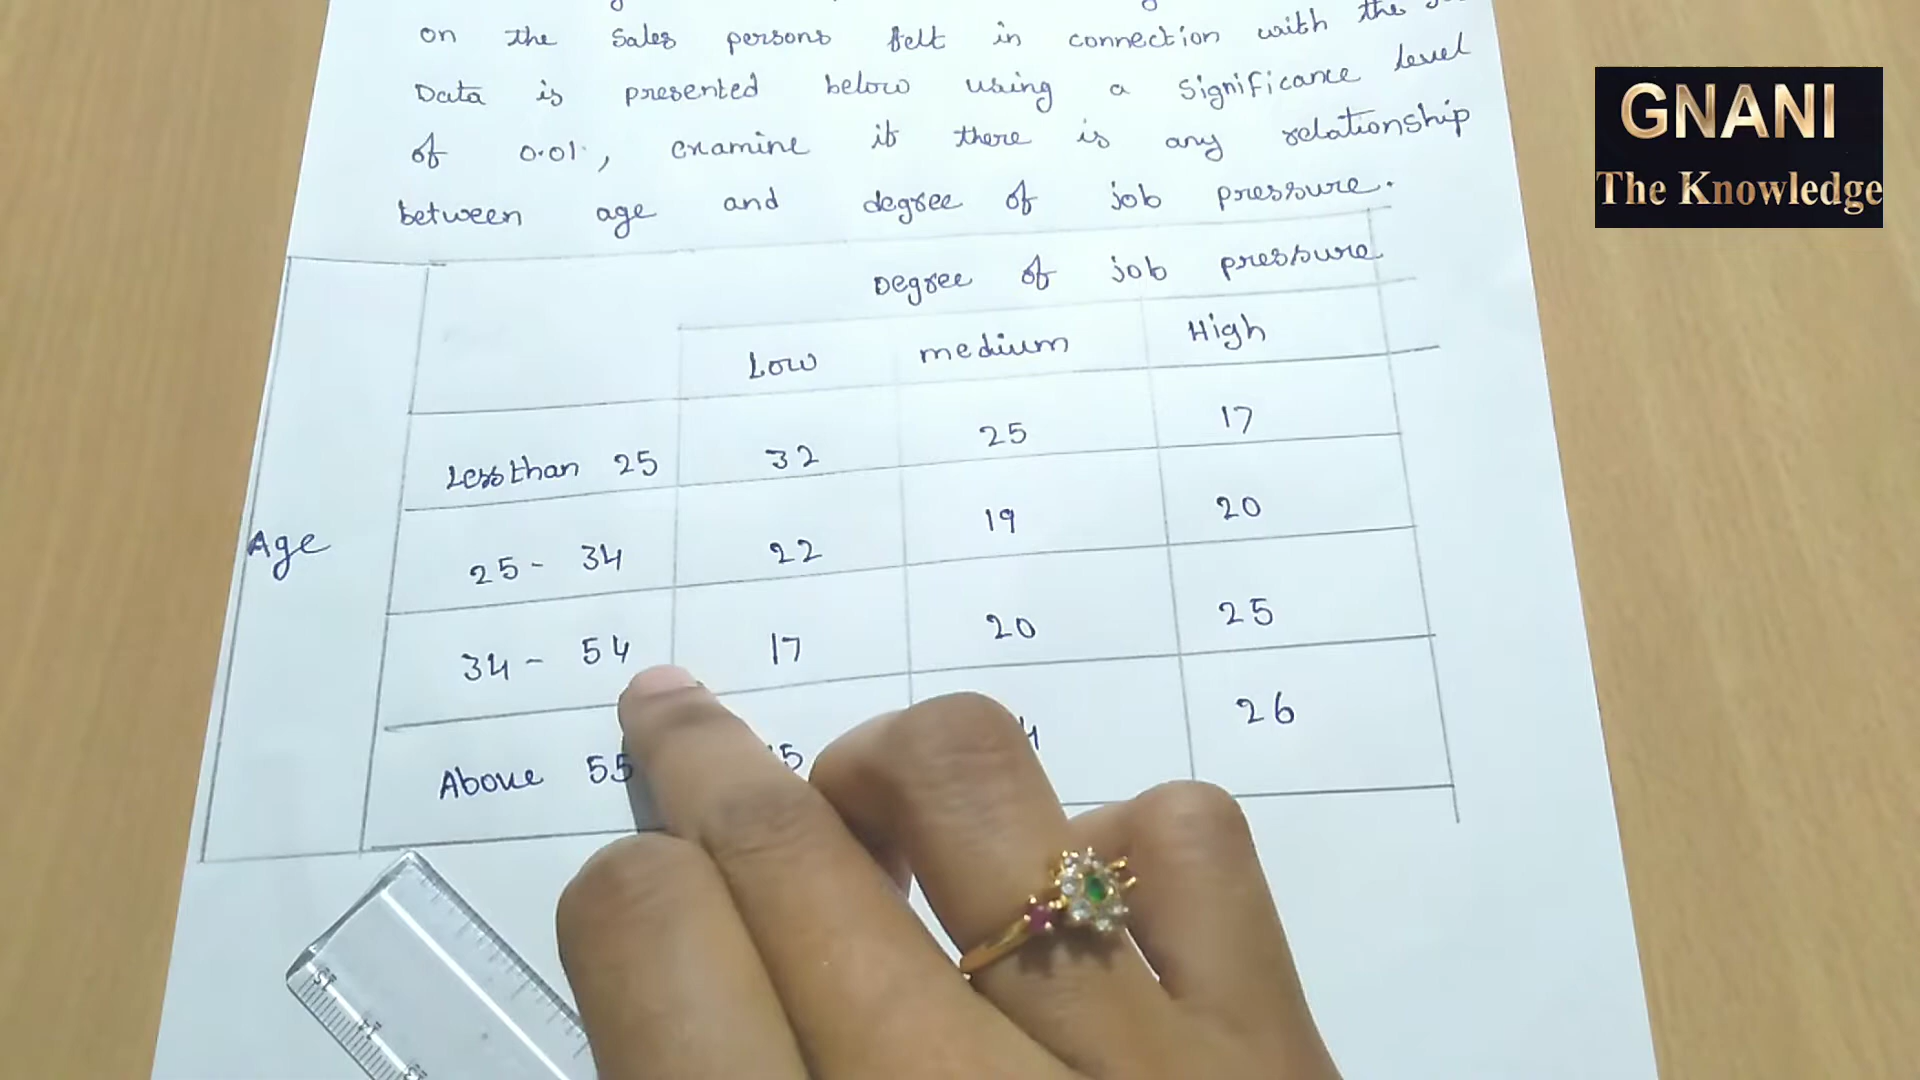 on the sales persons felt in connection with the
Data is presented below using a significance level
of 0.01, examine if there is any relationship
between age and degree of job pressure.
Degree of job pressure
Low medium High
Less than 25 32 25 17
25 - 34 22 19 20
Age
34 - 54 17 20 25
Above 55 26
GNANI
The Knowledge
15
14
13